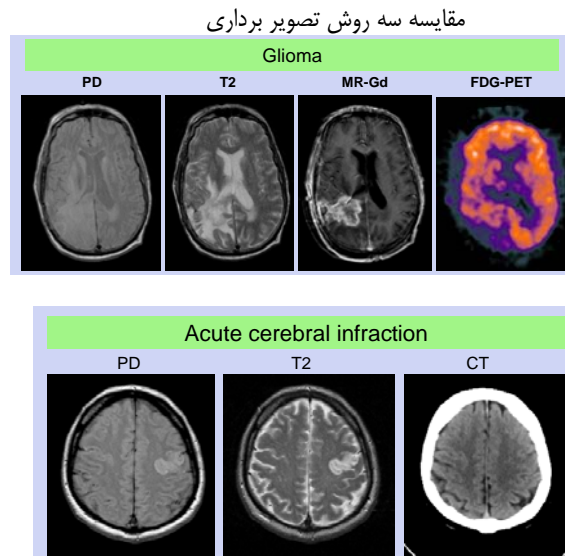 مقایسه سه روش تصویر برداری
Glioma
PD T2 MR-Gd FDG-PET
Acute cerebral infraction
PD T2 CT